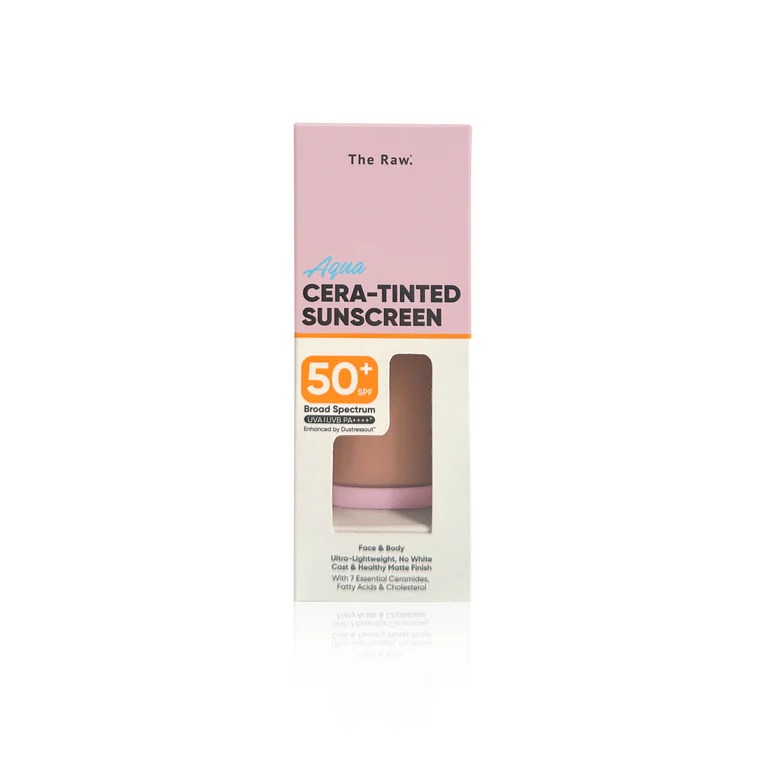 The Raw.
Aqua
CERA-TINTED
SUNSCREEN
50+
SPF
Broad Spectrum
UVA I UVB PA++++
Enhanced by Dustressout™
Face & Body
Ultra-Lightweight, No White
Cast & Healthy Matte Finish
With 7 Essential Ceramides,
Fatty Acids & Cholesterol